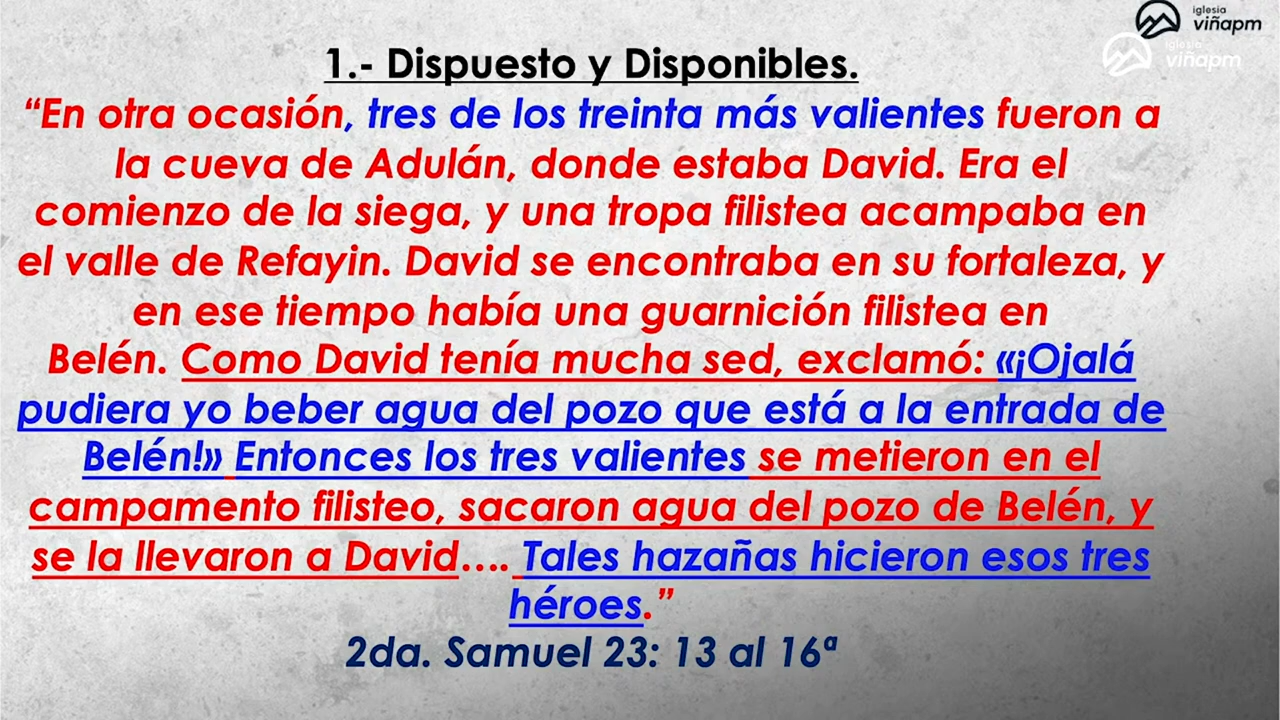 iglesia
viñapm
iglesia
viñapm
1.- Dispuesto y Disponibles.
“En otra ocasión, tres de los treinta más valientes fueron a
la cueva de Adulán, donde estaba David. Era el
comienzo de la siega, y una tropa filistea acampaba en
el valle de Refayin. David se encontraba en su fortaleza, y
en ese tiempo había una guarnición filistea en
Belén. Como David tenía mucha sed, exclamó: «¡Ojalá
pudiera yo beber agua del pozo que está a la entrada de
Belén!» Entonces los tres valientes se metieron en el
campamento filisteo, sacaron agua del pozo de Belén, y
se la llevaron a David…. Tales hazañas hicieron esos tres
héroes.”
2da. Samuel 23: 13 al 16ª